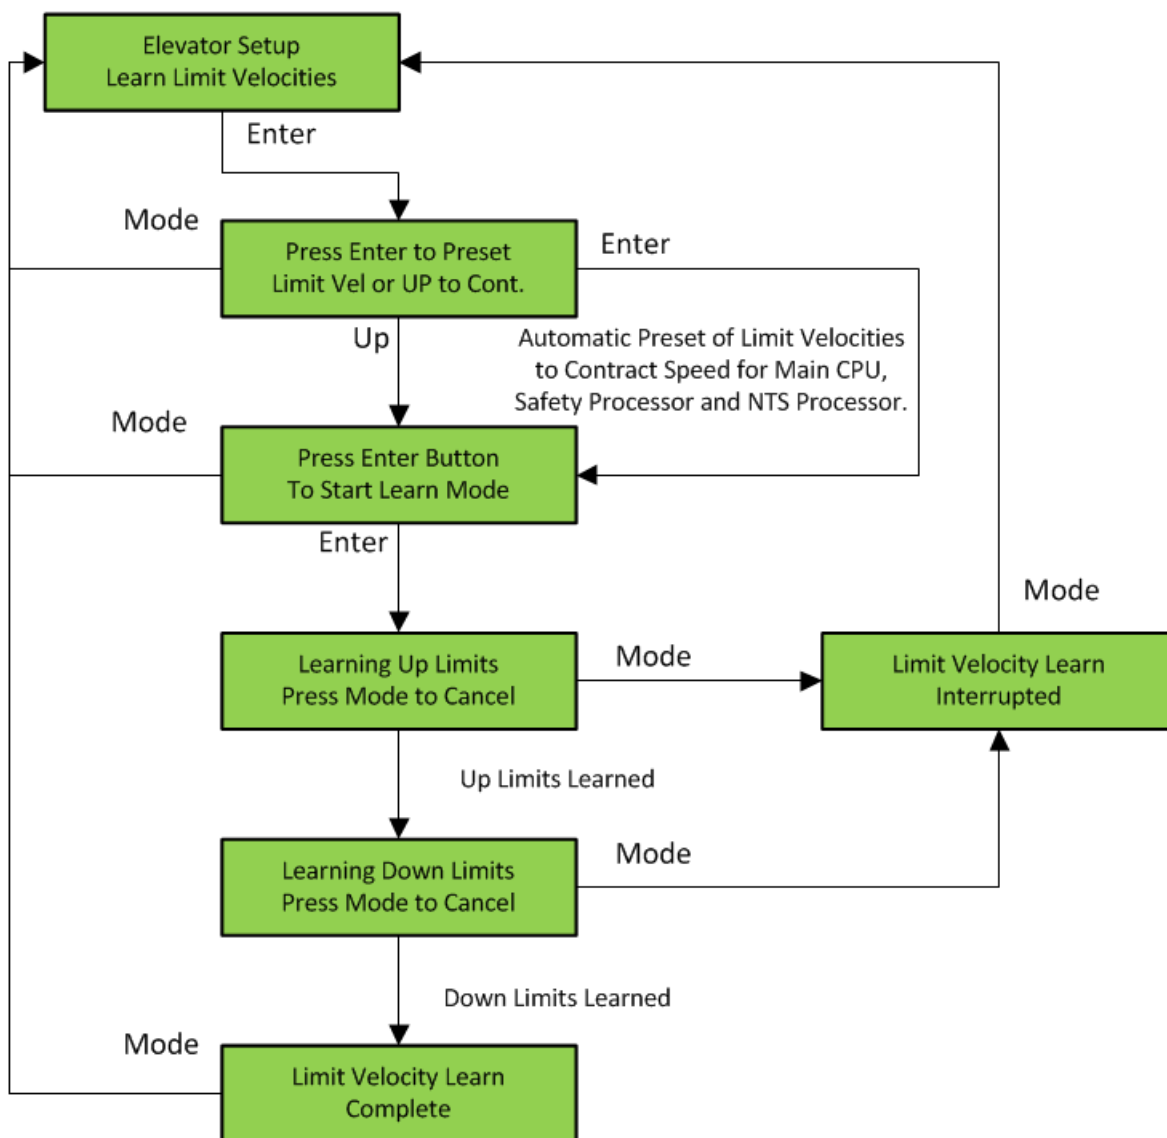 Elevator Setup
Learn Limit Velocities
Enter
Mode
Press Enter to Preset
Limit Vel or UP to Cont.
Enter
Up
Automatic Preset of Limit Velocities
to Contract Speed for Main CPU,
Safety Processor and NTS Processor.
Mode
Press Enter Button
To Start Learn Mode
Enter
Learning Up Limits
Press Mode to Cancel
Mode
Mode
Limit Velocity Learn
Interrupted
Up Limits Learned
Learning Down Limits
Press Mode to Cancel
Mode
Down Limits Learned
Mode
Limit Velocity Learn
Complete